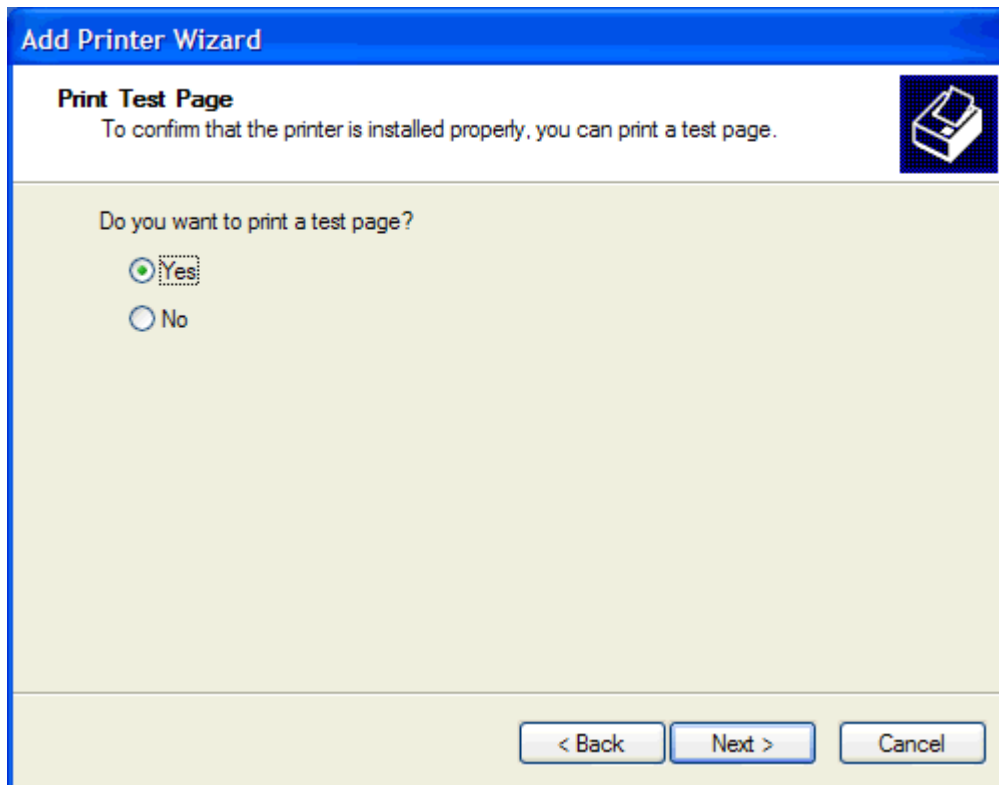 Add Printer Wizard
Print Test Page
To confirm that the printer is installed properly, you can print a test page.
Do you want to print a test page?
Yes
No
< Back Next > Cancel